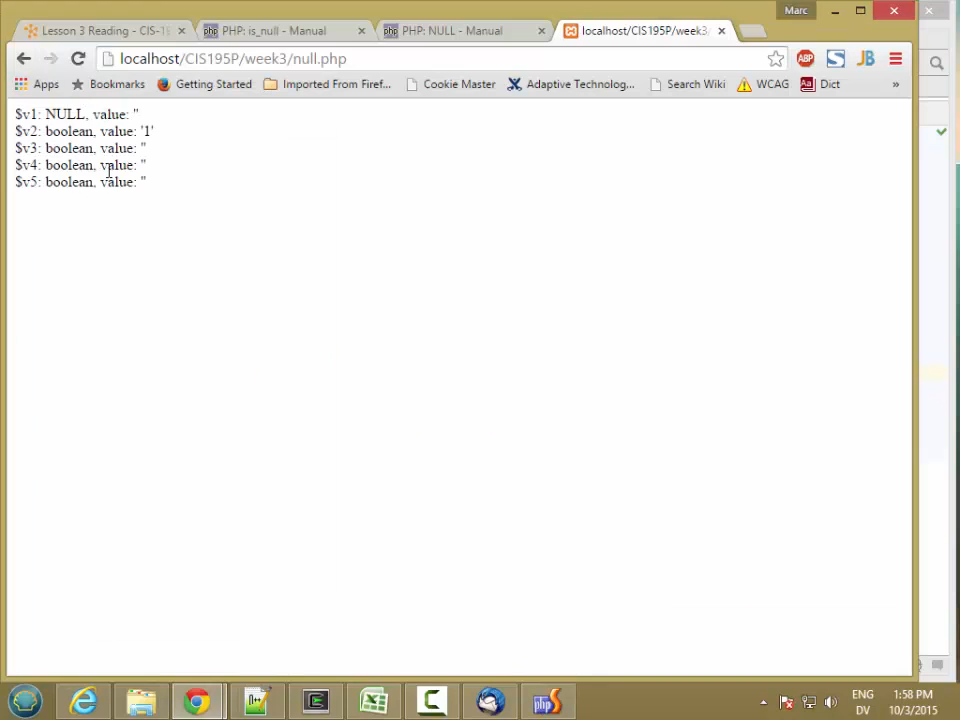 Marc
Lesson 3 Reading - CIS-1
PHP: is_null - Manual
PHP: NULL - Manual
localhost/CIS195P/week3
localhost/CIS195P/week3/null.php
ABP
S
JB
Apps
Bookmarks
Getting Started
Imported From Firef...
Cookie Master
Adaptive Technolog...
Search Wiki
WCAG
Dict
»
$v1: NULL, value: ''
$v2: boolean, value: '1'
$v3: boolean, value: ''
$v4: boolean, value: ''
$v5: boolean, value: ''
ENG
DV
1:58 PM
10/3/2015